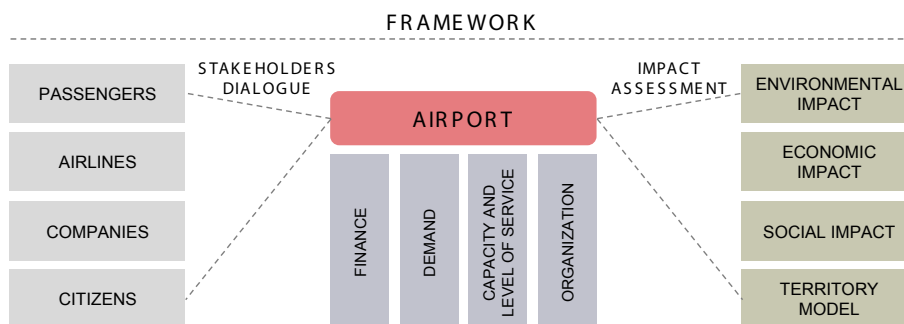 FRAMEWORK
STAKEHOLDERS
DIALOGUE
IMPACT
ASSESSMENT
PASSENGERS
AIRLINES
COMPANIES
CITIZENS
AIRPORT
FINANCE
DEMAND
CAPACITY AND
LEVEL OF SERVICE
ORGANIZATION
ENVIRONMENTAL
IMPACT
ECONOMIC
IMPACT
SOCIAL IMPACT
TERRITORY
MODEL